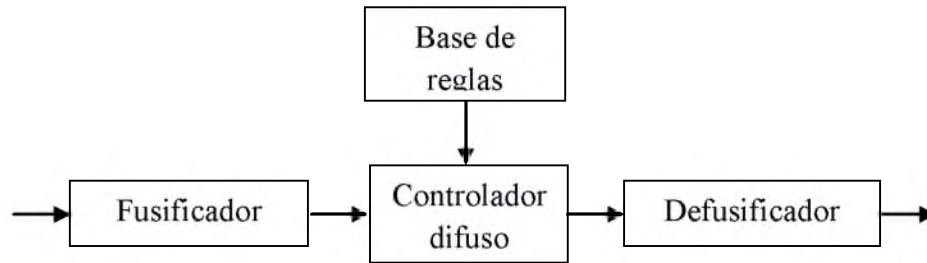 Base de
reglas
Fusificador
Controlador
difuso
Defusificador